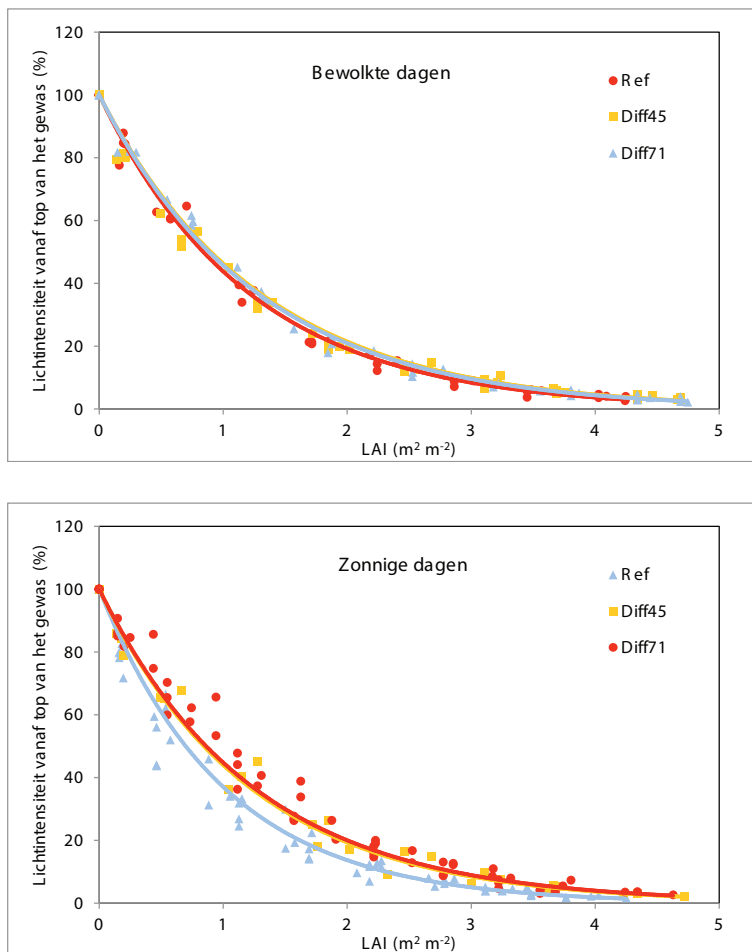 120
Bewolkte dagen
100
Ref
Diff45
80
Diff71
60
40
20
0
0 1 2 3 4 5
LAI (m² m⁻²)
Lichtintensiteit vanaf top van het gewas (%)
120
Zonnige dagen
100
Ref
Diff45
80
Diff71
60
40
20
0
0 1 2 3 4 5
LAI (m² m⁻²)
Lichtintensiteit vanaf top van het gewas (%)